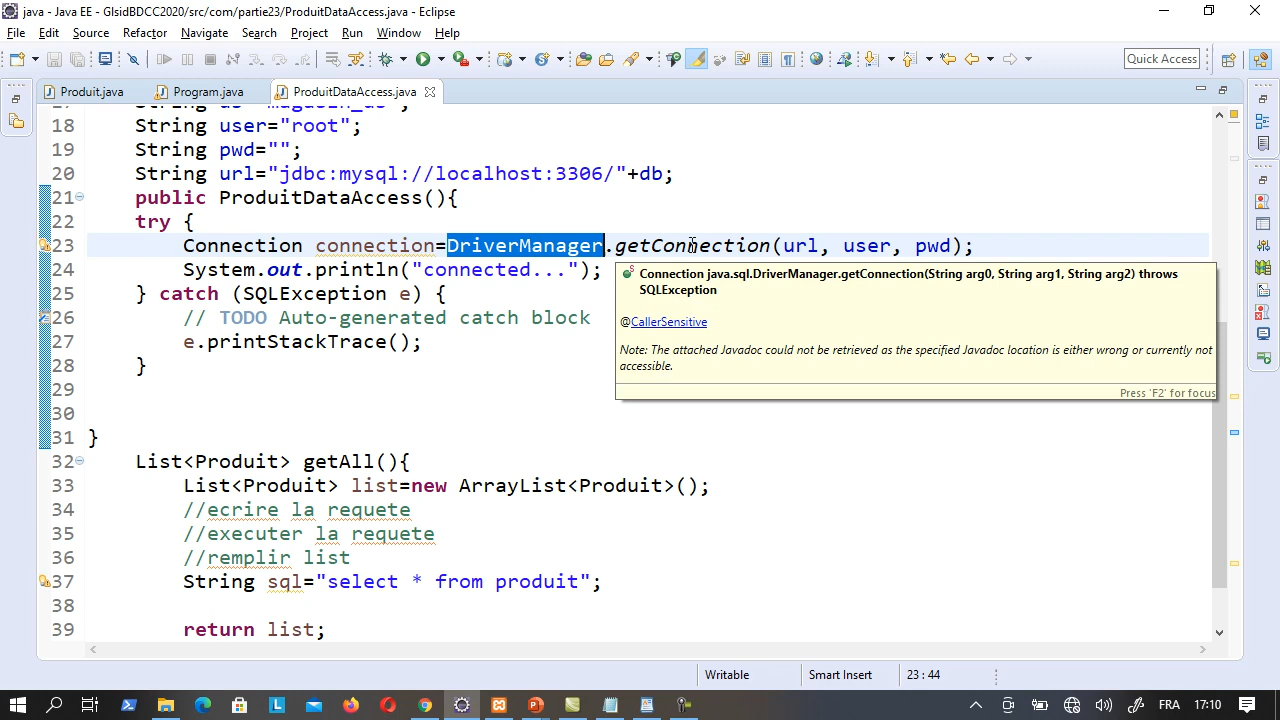 java - Java EE - GlsidBDCC2020/src/com/partie23/ProduitDataAccess.java - Eclipse
File Edit Source Refactor Navigate Search Project Run Window Help
Quick Access
Produit.java Program.java ProduitDataAccess.java
18 String user="root";
19 String pwd="";
20 String url="jdbc:mysql://localhost:3306/"+db;
21 public ProduitDataAccess(){
22 try {
23 Connection connection=DriverManager.getConnection(url, user, pwd);
24 System.out.println("connected...");
25 } catch (SQLException e) {
26 // TODO Auto-generated catch block
27 e.printStackTrace();
28 }
29
30
31 }
32 List<Produit> getAll(){
33 List<Produit> list=new ArrayList<Produit>();
34 //ecrire la requete
35 //executer la requete
36 //remplir list
37 String sql="select * from produit";
38
39 return list;
Connection java.sql.DriverManager.getConnection(String arg0, String arg1, String arg2) throws
SQLException
@CallerSensitive
Note: The attached Javadoc could not be retrieved as the specified Javadoc location is either wrong or currently not
accessible.
Press 'F2' for focus
Writable Smart Insert 23 : 44
FRA 17:10